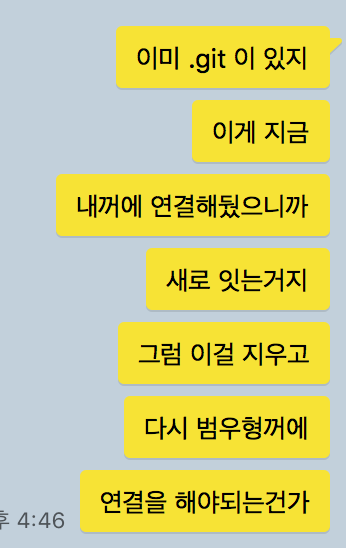 이미 .git 이 있지
이게 지금
내꺼에 연결해뒀으니까
새로 잇는거지
그럼 이걸 지우고
다시 범우형꺼에
연결을 해야되는건가
후 4:46